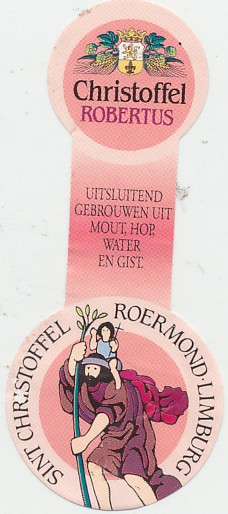 Christoffel
ROBERTUS
UITSLUITEND
GEBROUWEN UIT
MOUT, HOP,
WATER
EN GIST.
SINT CHRISTOFFEL
ROERMOND·LIMBURG